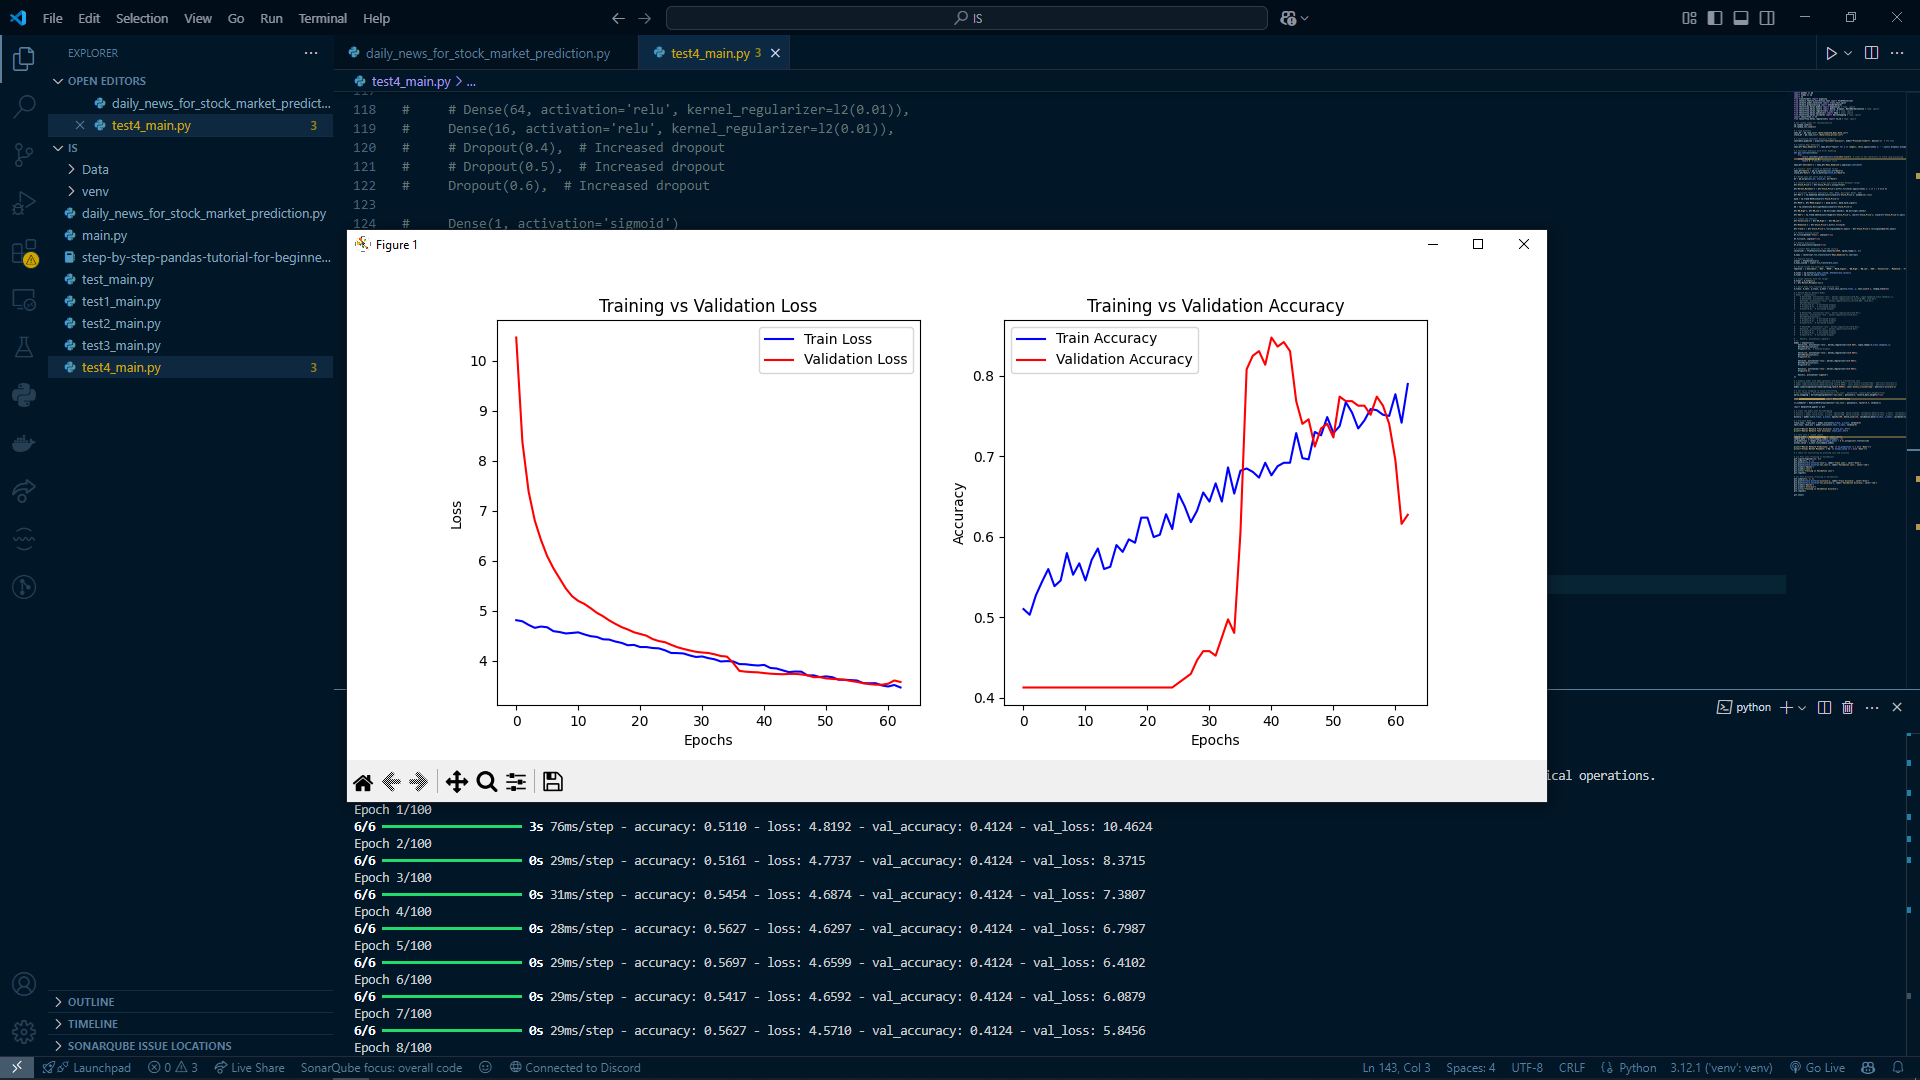 File Edit Selection View Go Run Terminal Help
IS
EXPLORER
OPEN EDITORS
daily_news_for_stock_market_predict...
test4_main.py 3
IS
Data
venv
daily_news_for_stock_market_prediction.py
main.py
step-by-step-pandas-tutorial-for-beginne...
test_main.py
test1_main.py
test2_main.py
test3_main.py
test4_main.py 3
OUTLINE
TIMELINE
SONARQUBE ISSUE LOCATIONS
daily_news_for_stock_market_prediction.py
test4_main.py 3
test4_main.py > ...
118 # # Dense(64, activation='relu', kernel_regularizer=l2(0.01)),
119 # Dense(16, activation='relu', kernel_regularizer=l2(0.01)),
120 # # Dropout(0.4), # Increased dropout
121 # # Dropout(0.5), # Increased dropout
122 # Dropout(0.6), # Increased dropout
123
124 # Dense(1, activation='sigmoid')
Figure 1
Training vs Validation Loss
Train Loss
Validation Loss
10
9
8
7
6
5
4
Loss
0 10 20 30 40 50 60
Epochs
Training vs Validation Accuracy
Train Accuracy
Validation Accuracy
0.8
0.7
0.6
0.5
0.4
Accuracy
0 10 20 30 40 50 60
Epochs
python
ical operations.
Epoch 1/100
6/6 3s 76ms/step - accuracy: 0.5110 - loss: 4.8192 - val_accuracy: 0.4124 - val_loss: 10.4624
Epoch 2/100
6/6 0s 29ms/step - accuracy: 0.5161 - loss: 4.7737 - val_accuracy: 0.4124 - val_loss: 8.3715
Epoch 3/100
6/6 0s 31ms/step - accuracy: 0.5454 - loss: 4.6874 - val_accuracy: 0.4124 - val_loss: 7.3807
Epoch 4/100
6/6 0s 28ms/step - accuracy: 0.5627 - loss: 4.6297 - val_accuracy: 0.4124 - val_loss: 6.7987
Epoch 5/100
6/6 0s 29ms/step - accuracy: 0.5697 - loss: 4.6599 - val_accuracy: 0.4124 - val_loss: 6.4102
Epoch 6/100
6/6 0s 29ms/step - accuracy: 0.5417 - loss: 4.6592 - val_accuracy: 0.4124 - val_loss: 6.0879
Epoch 7/100
6/6 0s 29ms/step - accuracy: 0.5627 - loss: 4.5710 - val_accuracy: 0.4124 - val_loss: 5.8456
Epoch 8/100
Launchpad 0 3 Live Share SonarQube focus: overall code Connected to Discord Ln 143, Col 3 Spaces: 4 UTF-8 CRLF Python 3.12.1 ('venv': venv) Go Live